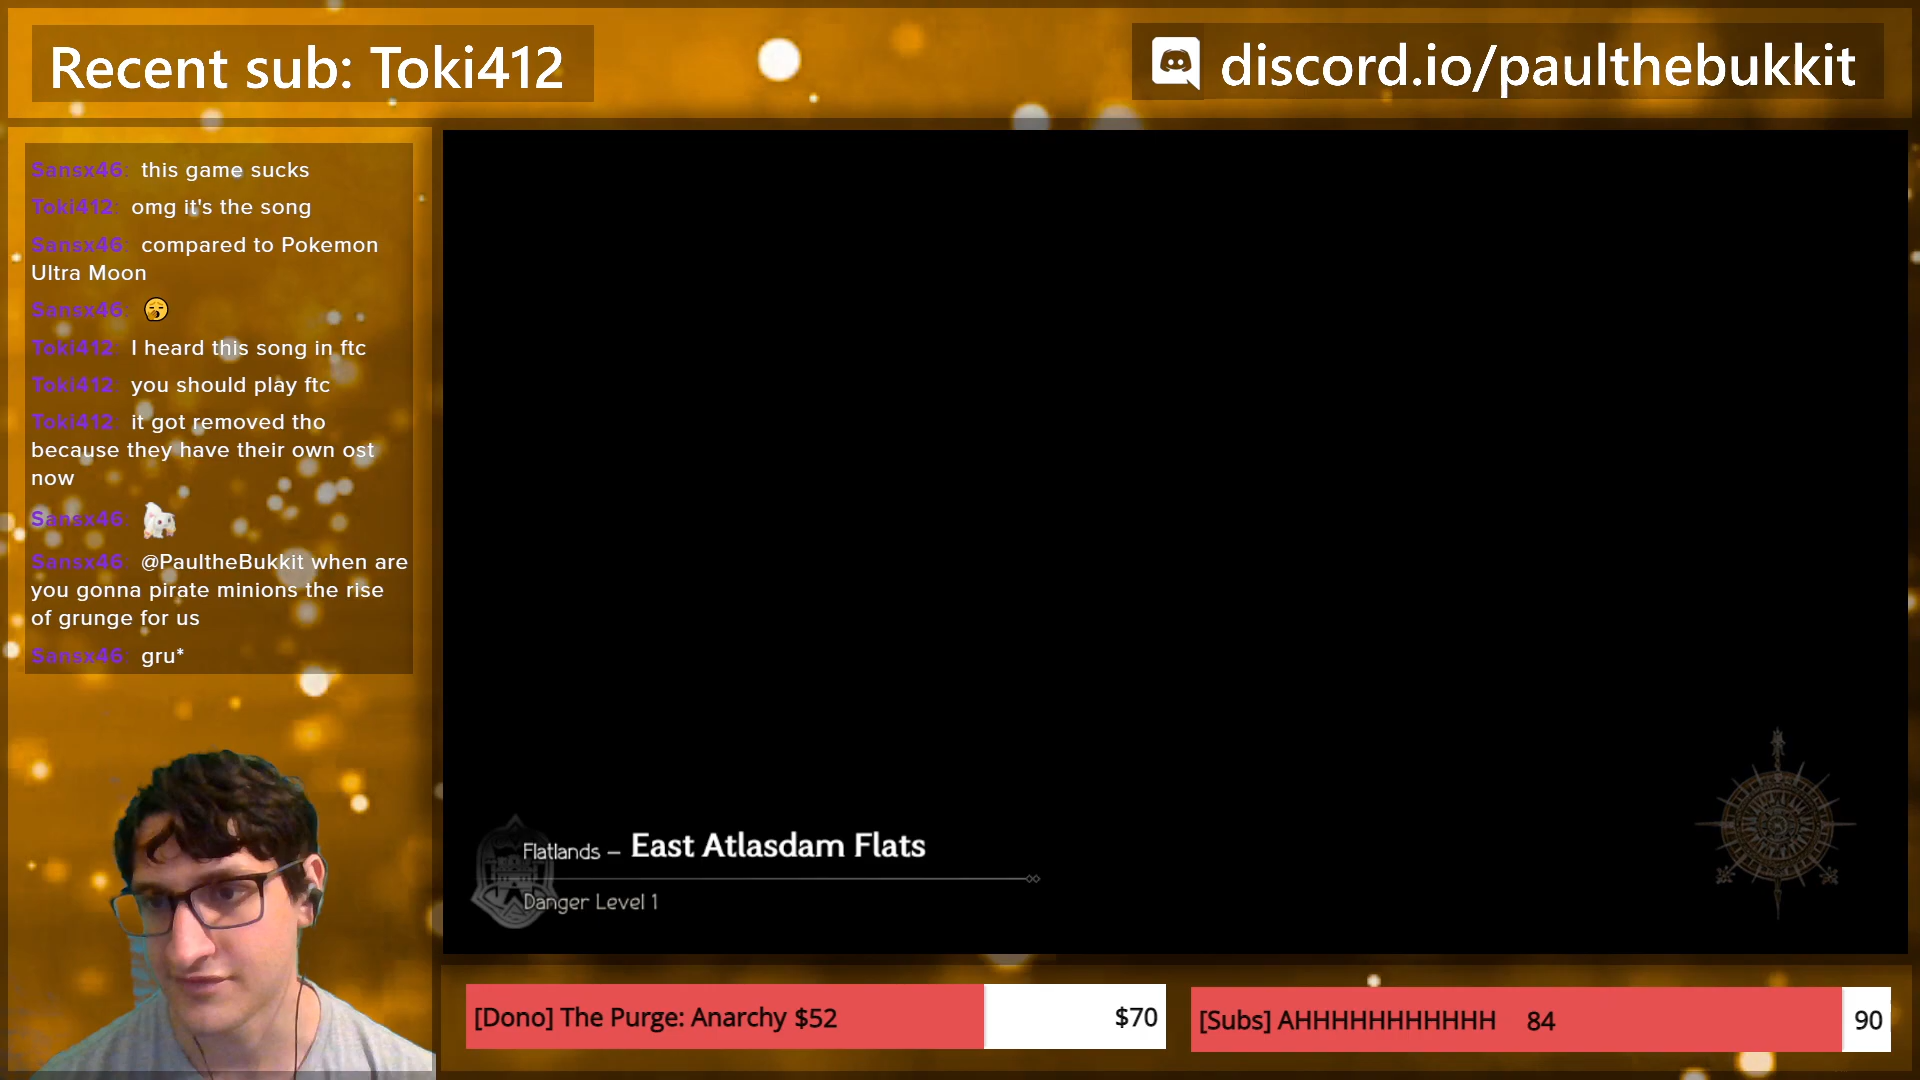 Recent sub: Toki412
discord.io/paulthebukkit
Sansx46: this game sucks
Toki412: omg it's the song
Sansx46: compared to Pokemon
Ultra Moon
Sansx46:
Toki412: I heard this song in ftc
Toki412: you should play ftc
Toki412: it got removed tho
because they have their own ost
now
Sansx46:
Sansx46: @PaultheBukkit when are
you gonna pirate minions the rise
of grunge for us
Sansx46: gru*
Flatlands – East Atlasdam Flats
Danger Level 1
[Dono] The Purge: Anarchy $52 $70
[Subs] AHHHHHHHHHHH 84 90